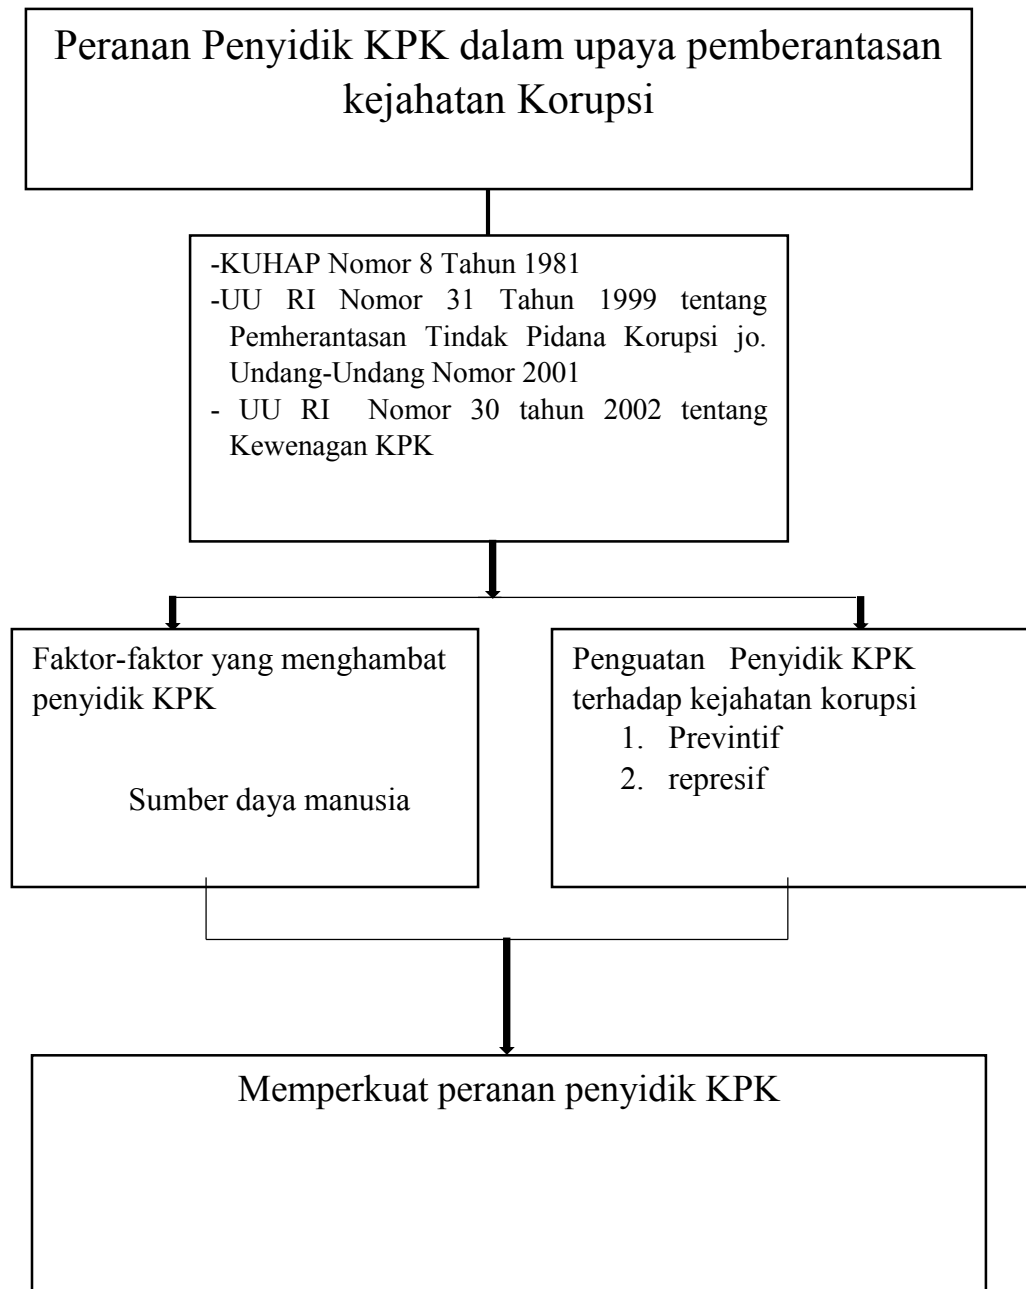 Peranan Penyidik KPK dalam upaya pemberantasan
kejahatan Korupsi
-KUHAP Nomor 8 Tahun 1981
-UU RI Nomor 31 Tahun 1999 tentang
Pemherantasan Tindak Pidana Korupsi jo.
Undang-Undang Nomor 2001
- UU RI Nomor 30 tahun 2002 tentang
Kewenagan KPK
Faktor-faktor yang menghambat
penyidik KPK
Sumber daya manusia
Penguatan Penyidik KPK
terhadap kejahatan korupsi
1. Previntif
2. represif
Memperkuat peranan penyidik KPK